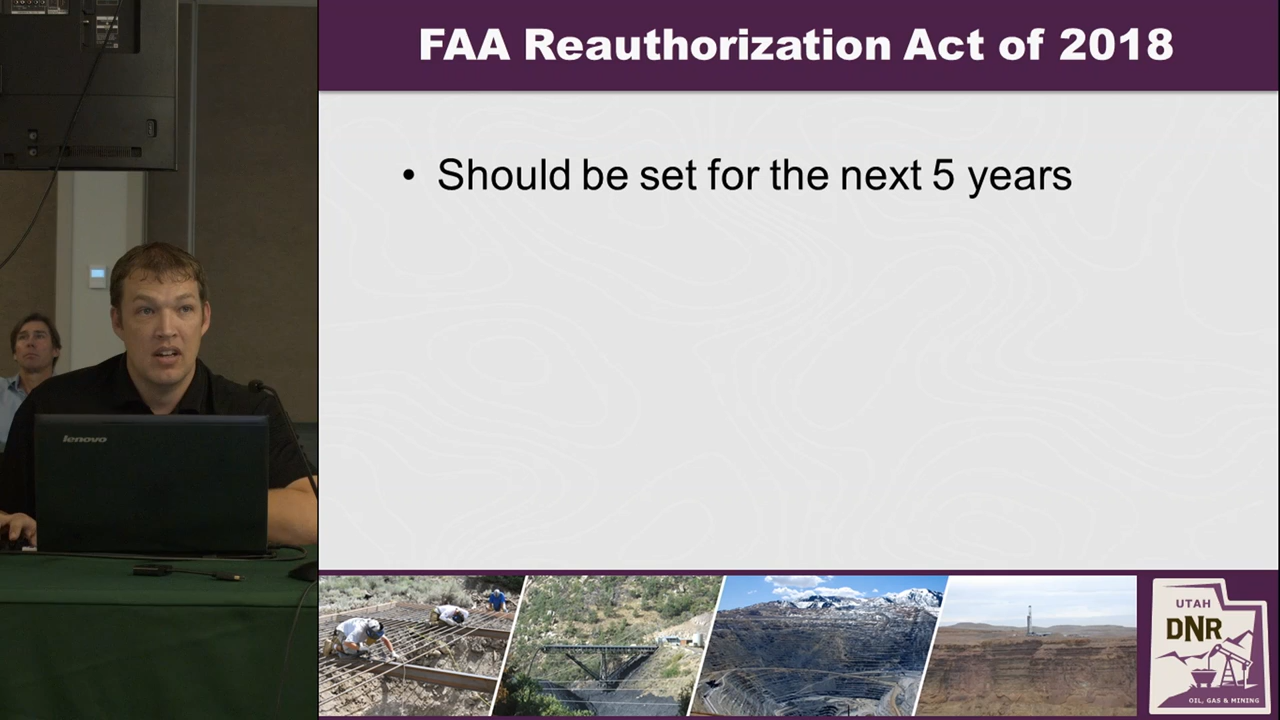 FAA Reauthorization Act of 2018
• Should be set for the next 5 years
lenovo
UTAH
DNR
OIL, GAS & MINING